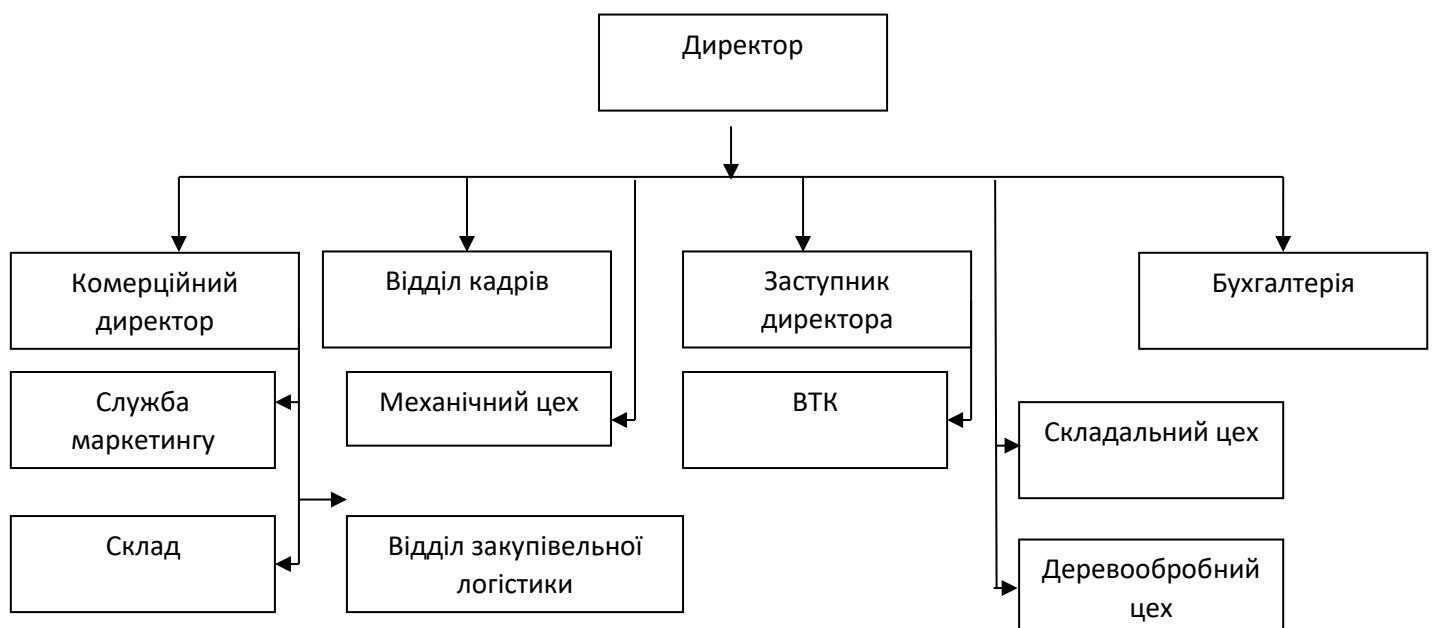 Директор
Комерційний
директор
Відділ кадрів
Заступник
директора
Бухгалтерія
Служба
маркетингу
Механічний цех
ВТК
Складальний цех
Склад
Відділ закупівельної
логістики
Деревообробний
цех